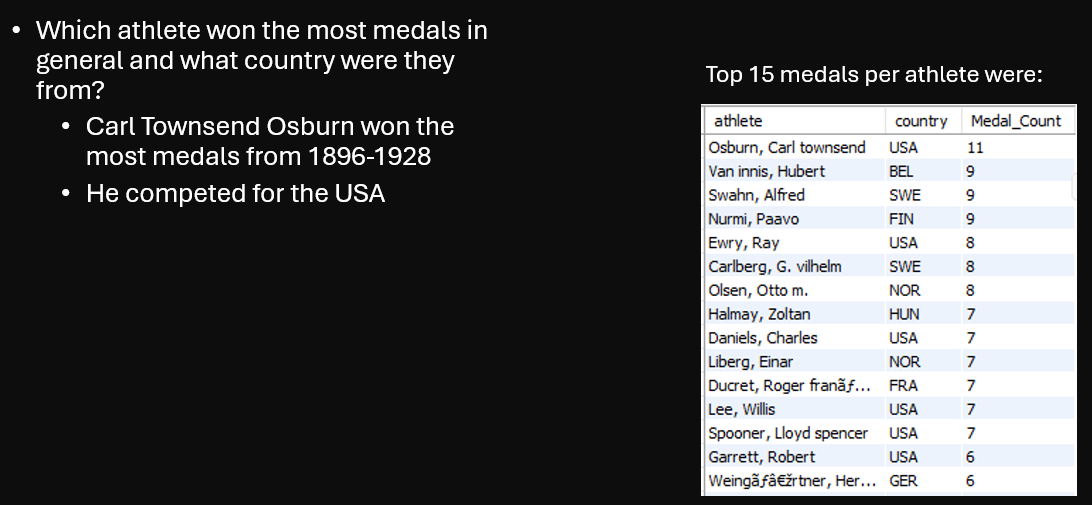 • Which athlete won the most medals in
general and what country were they
from?
• Carl Townsend Osburn won the
most medals from 1896-1928
• He competed for the USA
Top 15 medals per athlete were:
athlete country Medal_Count
Osburn, Carl townsend USA 11
Van innis, Hubert BEL 9
Swahn, Alfred SWE 9
Nurmi, Paavo FIN 9
Ewry, Ray USA 8
Carlberg, G. vilhelm SWE 8
Olsen, Otto m. NOR 8
Halmay, Zoltan HUN 7
Daniels, Charles USA 7
Liberg, Einar NOR 7
Ducret, Roger franãƒ... FRA 7
Lee, Willis USA 7
Spooner, Lloyd spencer USA 7
Garrett, Robert USA 6
Weingãƒâ€žrtner, Her... GER 6